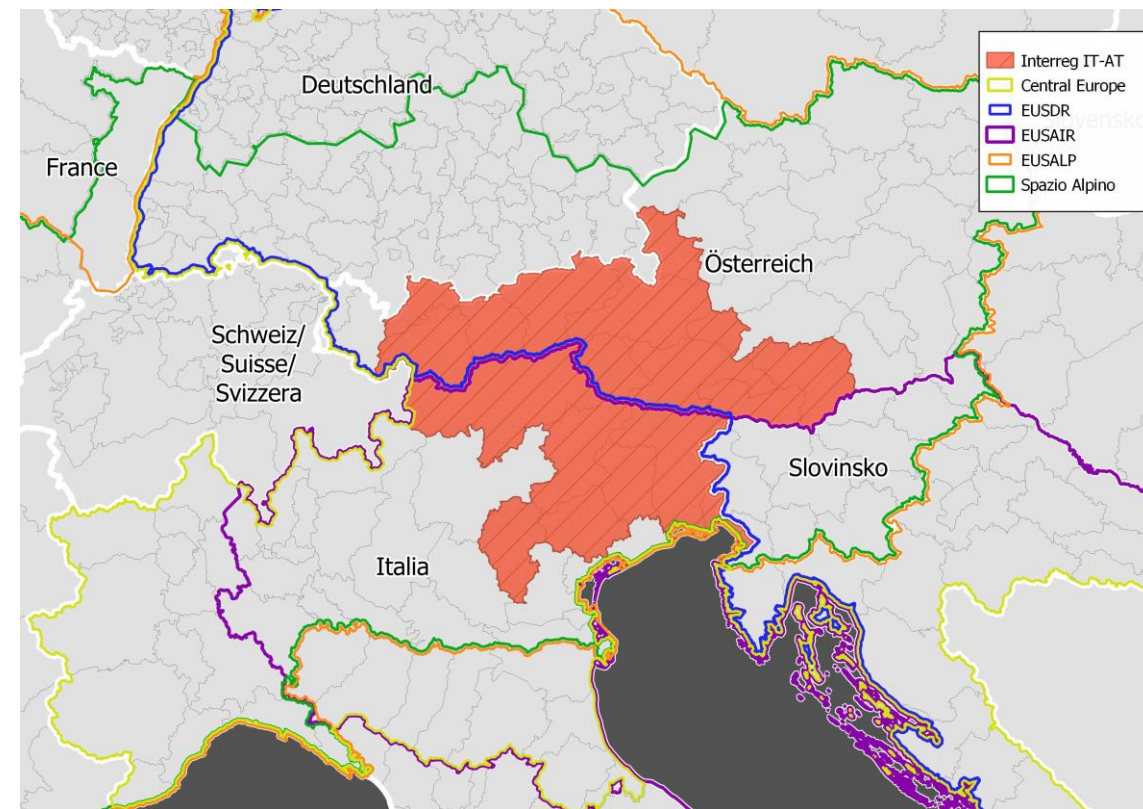 Deutschland
France
Österreich
Schweiz/
Suisse/
Svizzera
Slovinsko
Italia
Interreg IT-AT
Central Europe
EUSDR
EUSAIR
EUSALP
Spazio Alpino